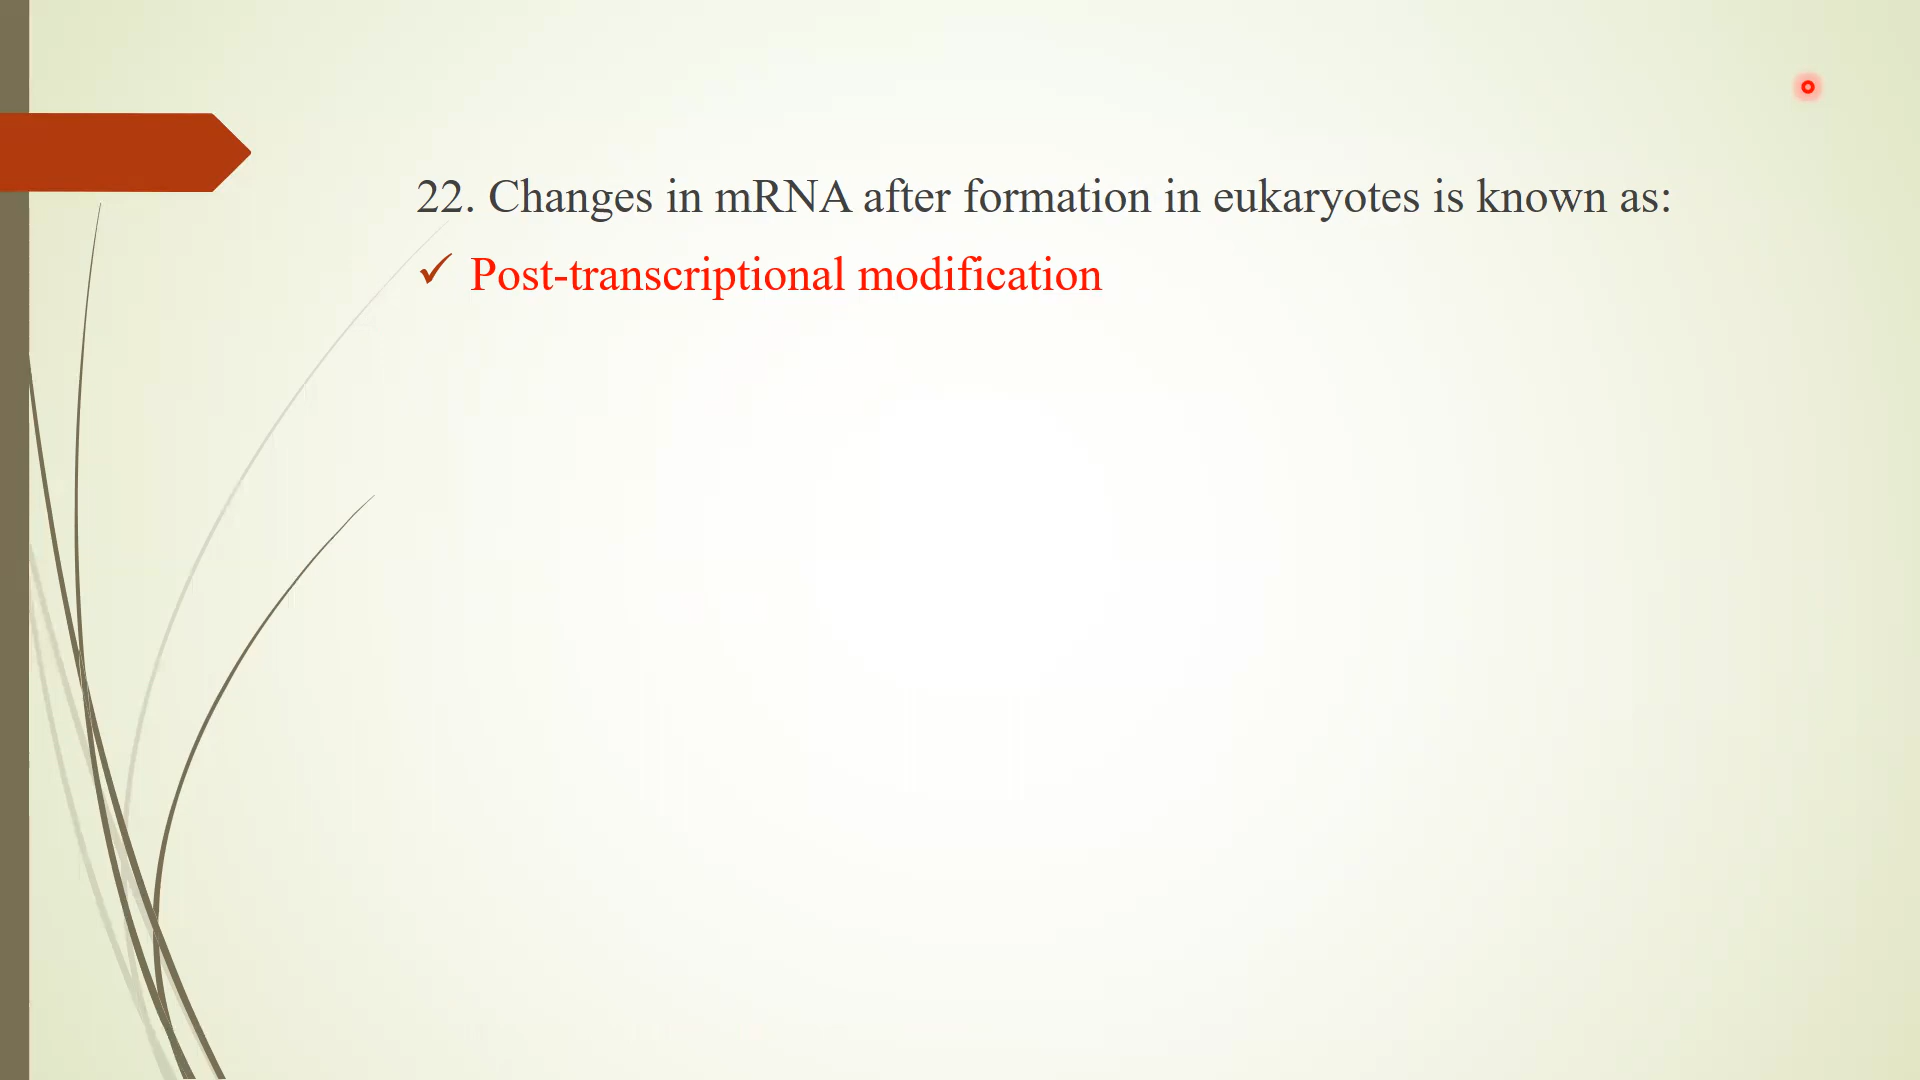 22. Changes in mRNA after formation in eukaryotes is known as:
✓ Post-transcriptional modification